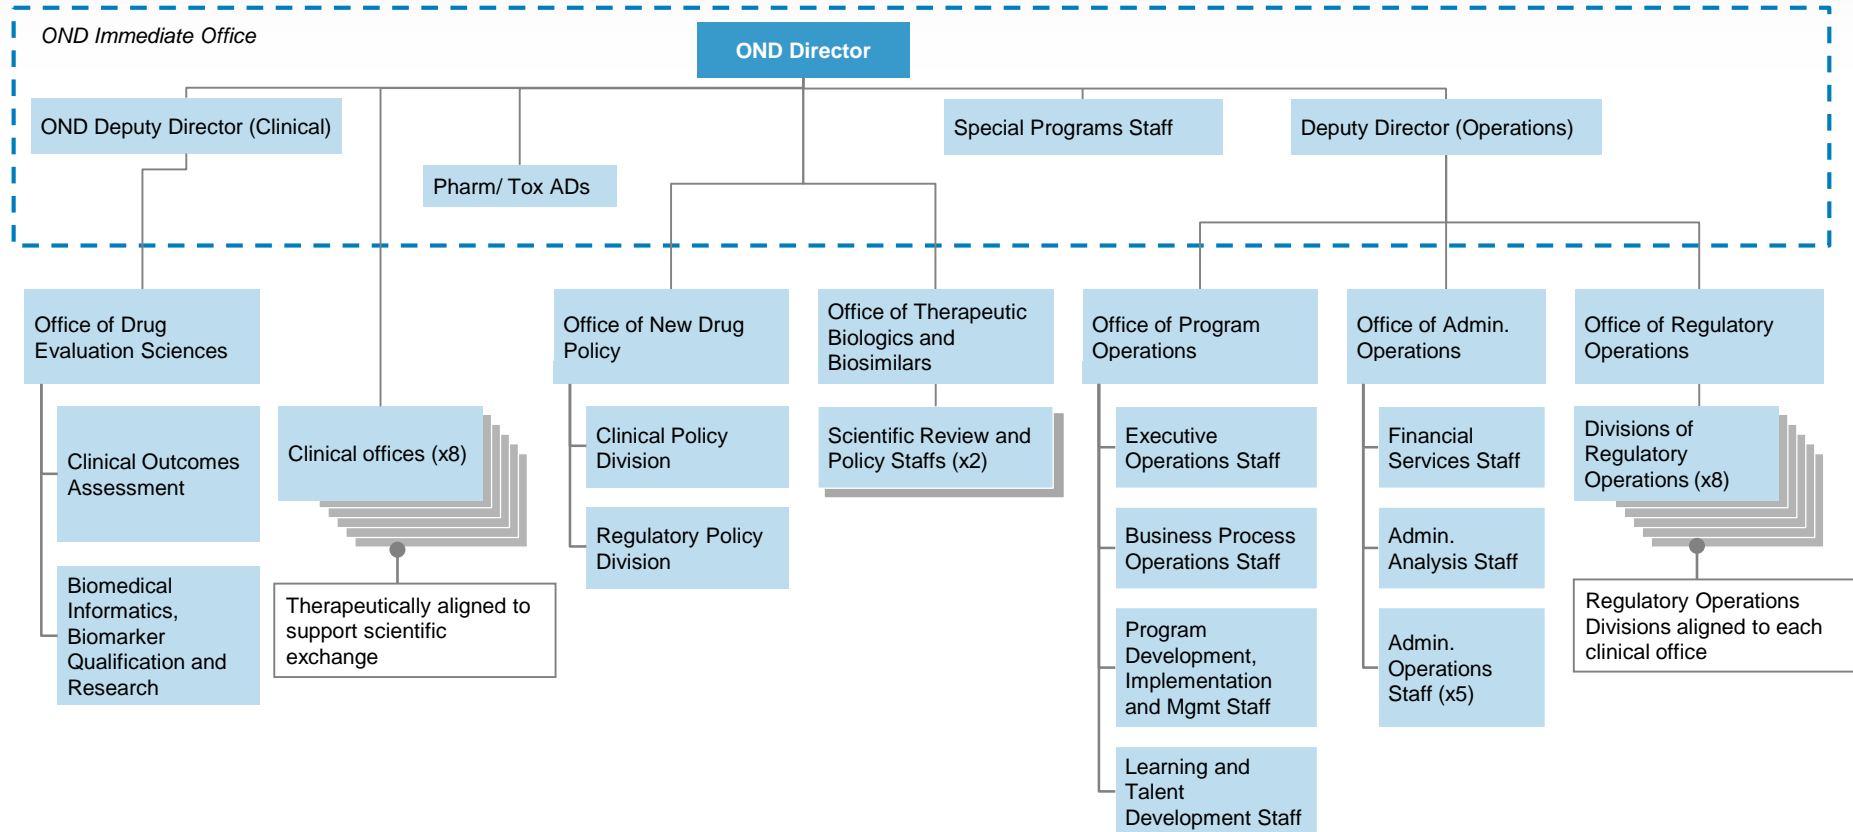 OND Immediate Office
OND Director
OND Deputy Director (Clinical)
Special Programs Staff
Deputy Director (Operations)
Pharm/ Tox ADs
Office of Drug
Evaluation Sciences
Office of New Drug
Policy
Office of Therapeutic
Biologics and
Biosimilars
Office of Program
Operations
Office of Admin.
Operations
Office of Regulatory
Operations
Clinical Outcomes
Assessment
Biomedical
Informatics,
Biomarker
Qualification and
Research
Clinical offices (x8)
Therapeutically aligned to
support scientific
exchange
Clinical Policy
Division
Regulatory Policy
Division
Scientific Review and
Policy Staffs (x2)
Executive
Operations Staff
Business Process
Operations Staff
Program
Development,
Implementation
and Mgmt Staff
Learning and
Talent
Development Staff
Financial
Services Staff
Admin.
Analysis Staff
Admin.
Operations
Staff (x5)
Divisions of
Regulatory
Operations (x8)
Regulatory Operations
Divisions aligned to each
clinical office